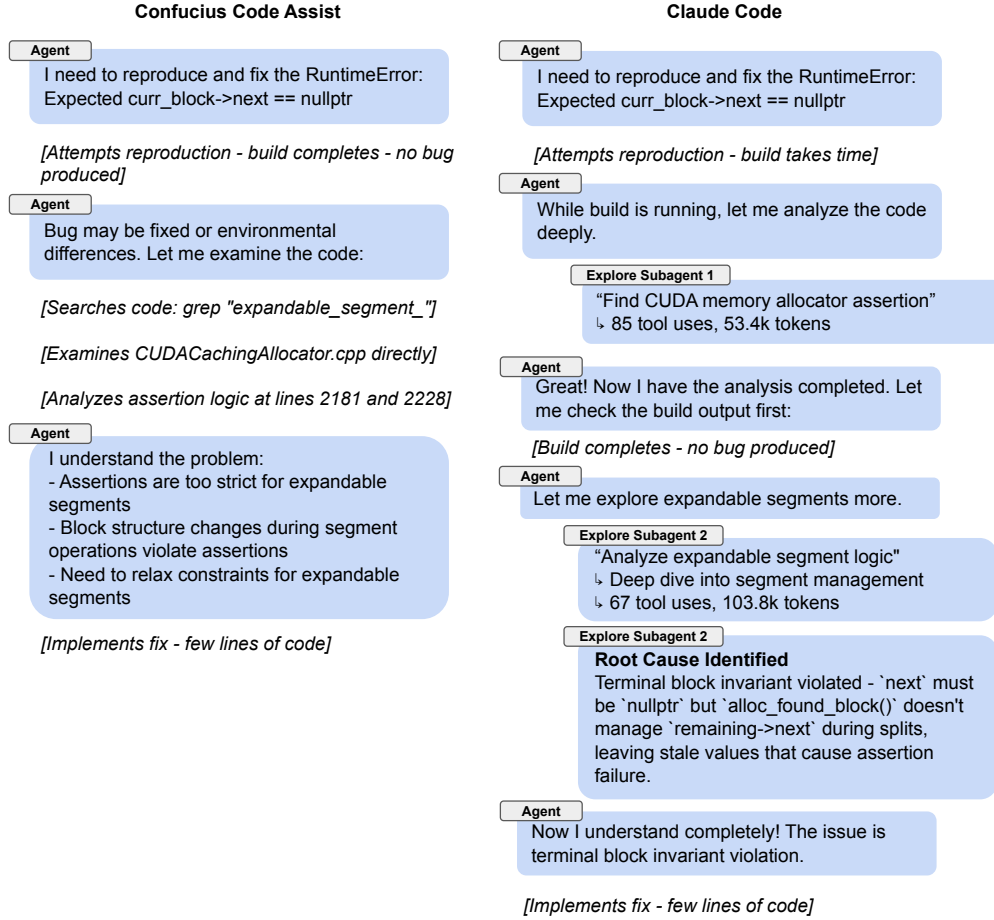 Confucius Code Assist
Agent
I need to reproduce and fix the RuntimeError:
Expected curr_block->next == nullptr
[Attempts reproduction - build completes - no bug
produced]
Agent
Bug may be fixed or environmental
differences. Let me examine the code:
[Searches code: grep "expandable_segment_"]
[Examines CUDACachingAllocator.cpp directly]
[Analyzes assertion logic at lines 2181 and 2228]
Agent
I understand the problem:
- Assertions are too strict for expandable
segments
- Block structure changes during segment
operations violate assertions
- Need to relax constraints for expandable
segments
[Implements fix - few lines of code]
Claude Code
Agent
I need to reproduce and fix the RuntimeError:
Expected curr_block->next == nullptr
[Attempts reproduction - build takes time]
Agent
While build is running, let me analyze the code
deeply.
Explore Subagent 1
“Find CUDA memory allocator assertion”
↳ 85 tool uses, 53.4k tokens
Agent
Great! Now I have the analysis completed. Let
me check the build output first:
[Build completes - no bug produced]
Agent
Let me explore expandable segments more.
Explore Subagent 2
“Analyze expandable segment logic"
↳ Deep dive into segment management
↳ 67 tool uses, 103.8k tokens
Explore Subagent 2
Root Cause Identified
Terminal block invariant violated - `next` must
be `nullptr` but `alloc_found_block()` doesn't
manage `remaining->next` during splits,
leaving stale values that cause assertion
failure.
Agent
Now I understand completely! The issue is
terminal block invariant violation.
[Implements fix - few lines of code]